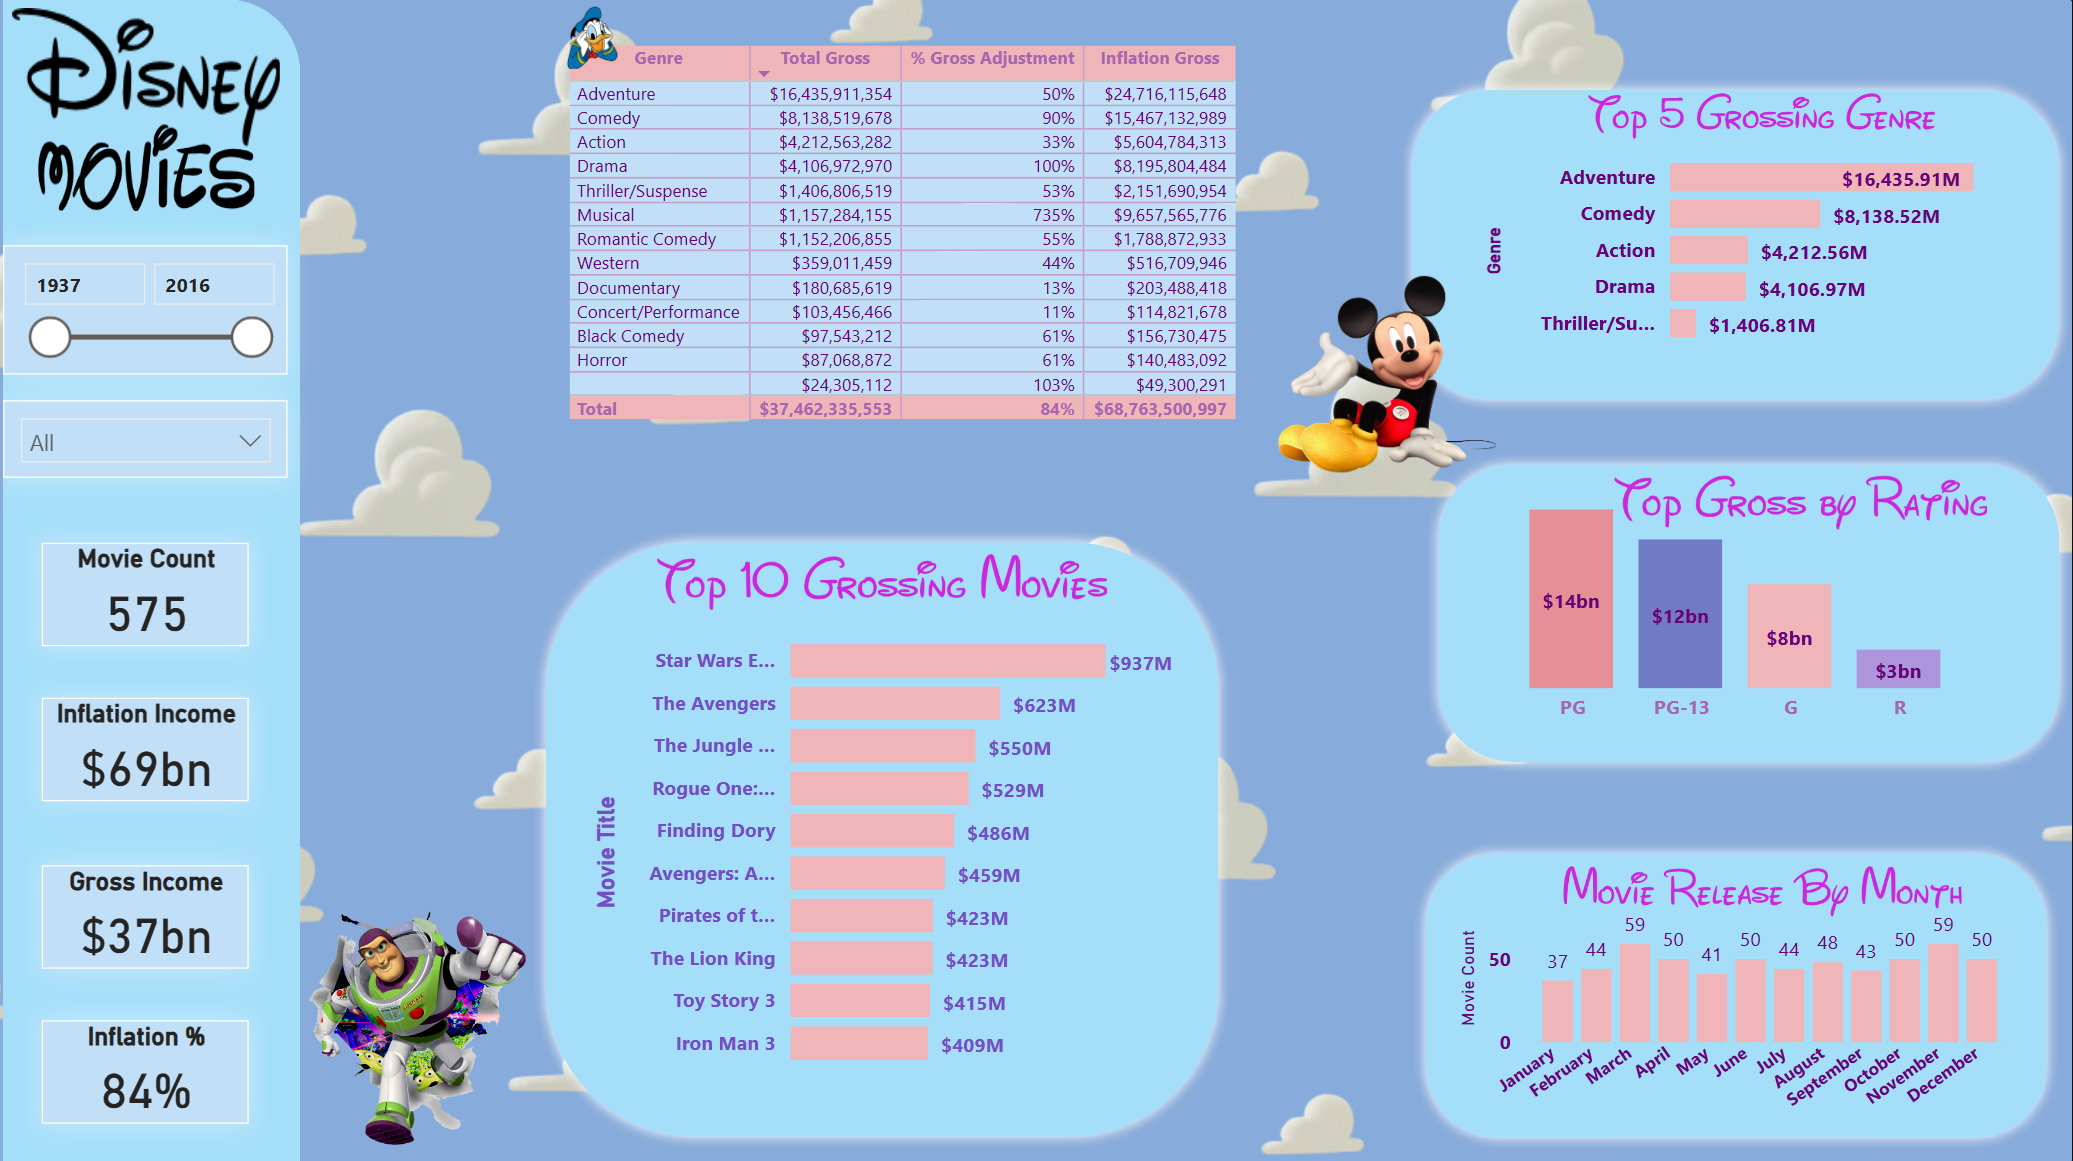 Disney
Movies
1937 2016
All
Movie Count
575
Inflation Income
$69bn
Gross Income
$37bn
Inflation %
84%
Genre Total Gross % Gross Adjustment Inflation Gross
Adventure $16,435,911,354 50% $24,716,115,648
Comedy $8,138,519,678 90% $15,467,132,989
Action $4,212,563,282 33% $5,604,784,313
Drama $4,106,972,970 100% $8,195,804,484
Thriller/Suspense $1,406,806,519 53% $2,151,690,954
Musical $1,157,284,155 735% $9,657,565,776
Romantic Comedy $1,152,206,855 55% $1,788,872,933
Western $359,011,459 44% $516,709,946
Documentary $180,685,619 13% $203,488,418
Concert/Performance $103,456,466 11% $114,821,678
Black Comedy $97,543,212 61% $156,730,475
Horror $87,068,872 61% $140,483,092
$24,305,112 103% $49,300,291
Total $37,462,335,553 84% $68,763,500,997
Top 10 Grossing Movies
Movie Title
Star Wars E... $937M
The Avengers $623M
The Jungle ... $550M
Rogue One:... $529M
Finding Dory $486M
Avengers: A... $459M
Pirates of t... $423M
The Lion King $423M
Toy Story 3 $415M
Iron Man 3 $409M
Top 5 Grossing Genre
Genre
Adventure $16,435.91M
Comedy $8,138.52M
Action $4,212.56M
Drama $4,106.97M
Thriller/Su... $1,406.81M
Top Gross by Rating
$14bn $12bn $8bn $3bn
PG PG-13 G R
Movie Release By Month
Movie Count
50
0
37 44 59 50 41 50 44 48 43 50 59 50
January February March April May June July August September October November December